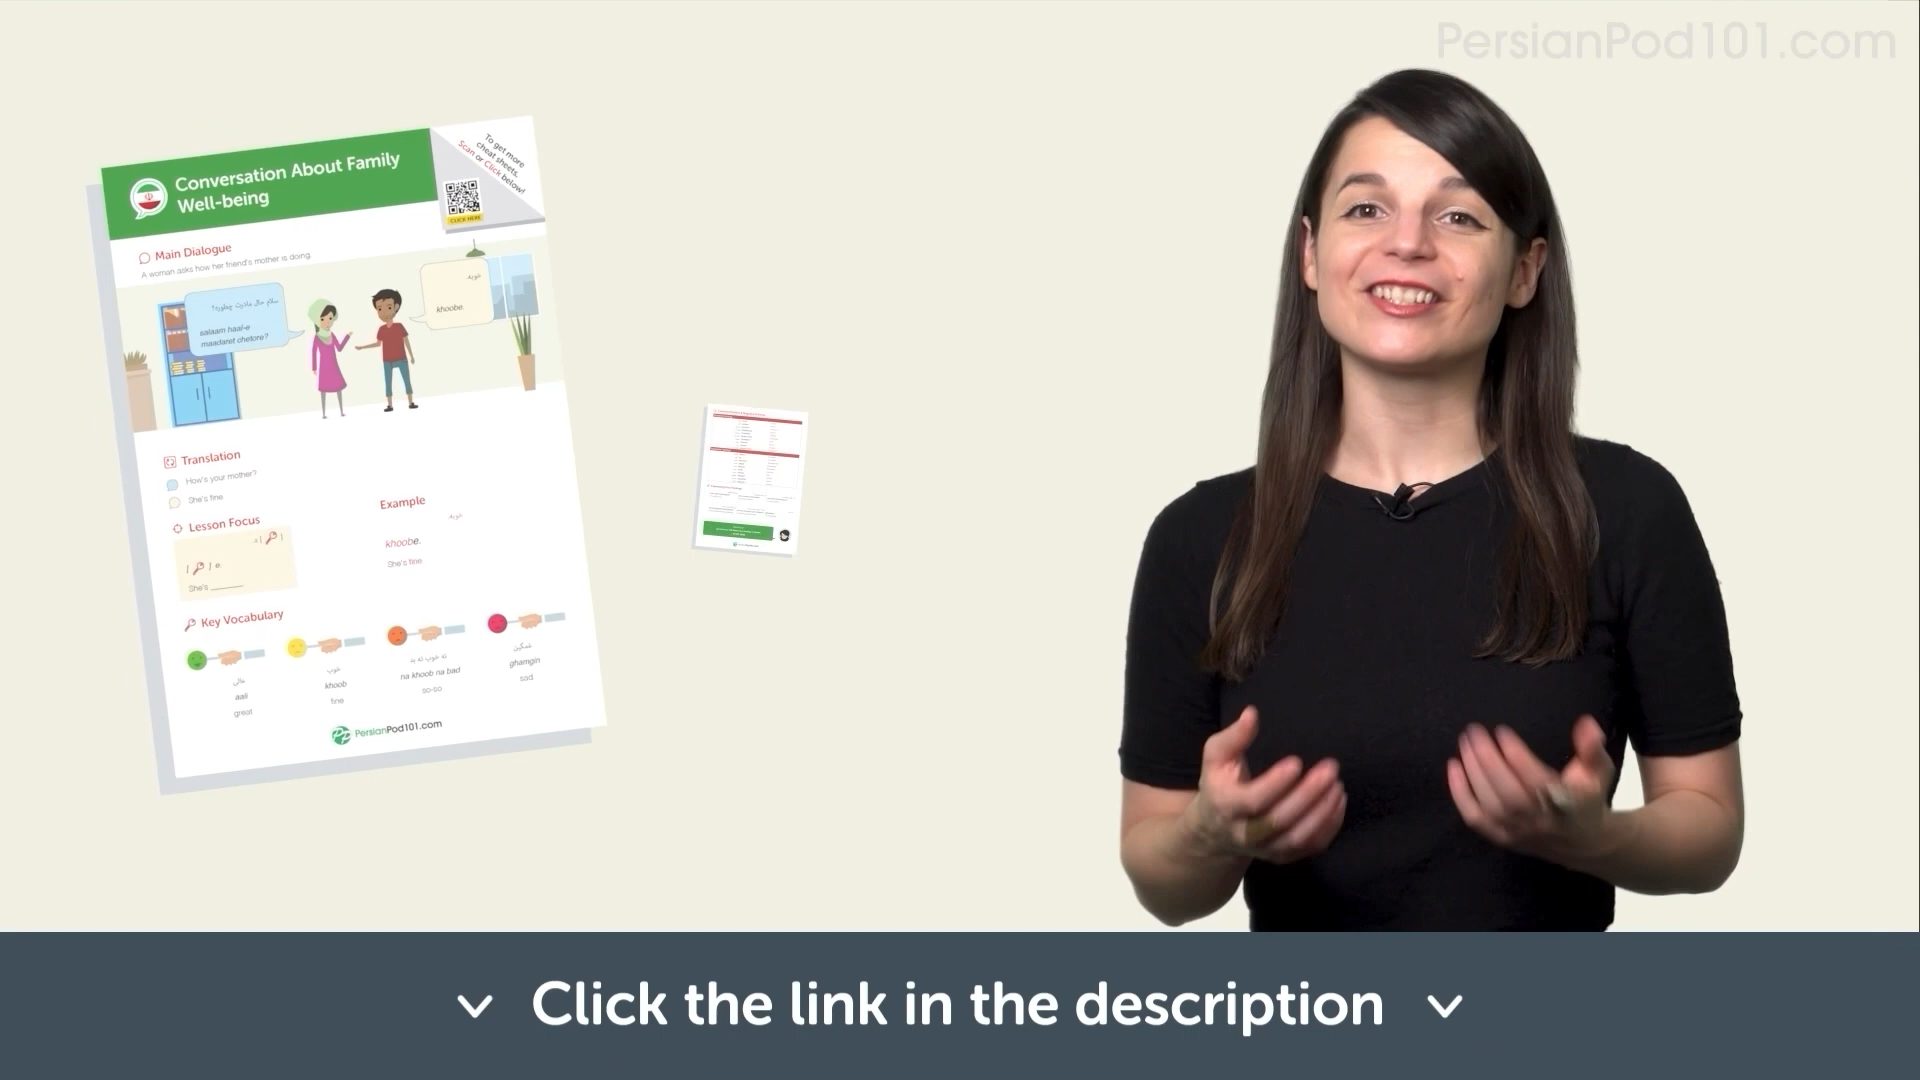 PersianPod101.com
Conversation About Family
Well-being
To get more
cheat sheets,
Scan or Click below!
CLICK HERE
Main Dialogue
A woman asks how her friend's mother is doing.
سلام حال مادرت چطوره؟
salaam haal-e
maadaret chetore?
خوبه.
khoobe.
Translation
How's your mother?
She's fine
Lesson Focus
[ ] ه.
[ ] e.
She's ______
Example
خوبه.
khoobe.
She's fine
Key Vocabulary
عالی
aali
great
خوب
khoob
fine
نه خوب نه بد
na khoob na bad
so-so
غمگین
ghamgin
sad
PersianPod101.com
Click the link in the description